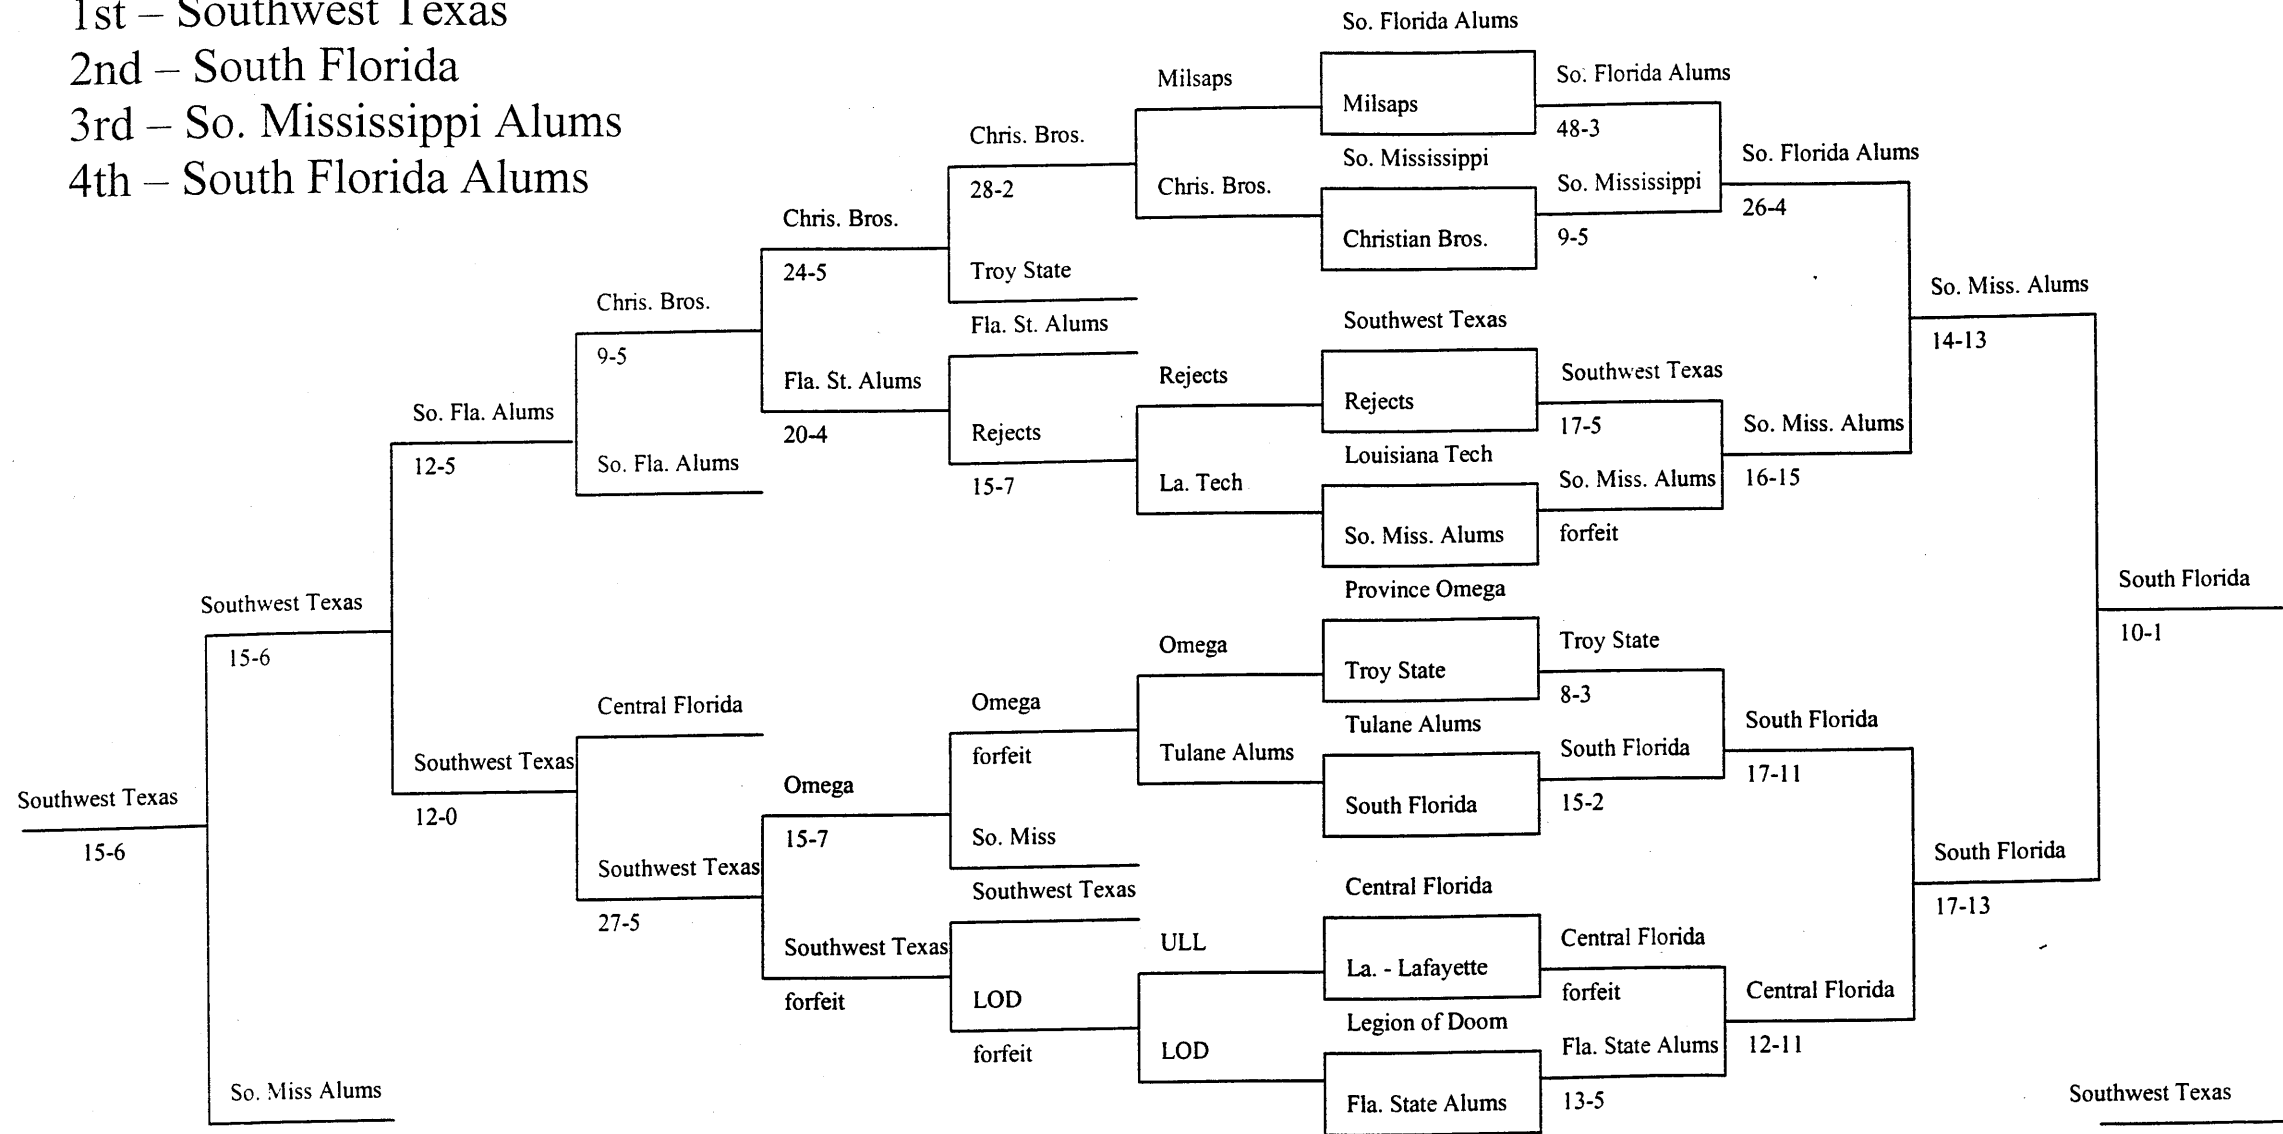 1st – Southwest Texas
2nd – South Florida
3rd – So. Mississippi Alums
4th – South Florida Alums
Southwest Texas
15-6
Southwest Texas
15-6
So. Miss Alums
So. Fla. Alums
12-5
Southwest Texas
12-0
Chris. Bros.
9-5
So. Fla. Alums
Central Florida
Southwest Texas
27-5
Chris. Bros.
24-5
Fla. St. Alums
20-4
Omega
15-7
Southwest Texas
forfeit
Chris. Bros.
28-2
Troy State
Fla. St. Alums
Rejects
15-7
Omega
forfeit
So. Miss
Southwest Texas
LOD
forfeit
Milsaps
Chris. Bros.
Rejects
La. Tech
Omega
Tulane Alums
ULL
LOD
So. Florida Alums
Milsaps
So. Mississippi
Christian Bros.
Southwest Texas
Rejects
Louisiana Tech
So. Miss. Alums
Province Omega
Troy State
Tulane Alums
South Florida
Central Florida
La. - Lafayette
Legion of Doom
Fla. State Alums
So. Florida Alums
48-3
So. Mississippi
9-5
Southwest Texas
17-5
So. Miss. Alums
forfeit
Troy State
8-3
South Florida
15-2
Central Florida
forfeit
Fla. State Alums
13-5
So. Florida Alums
26-4
So. Miss. Alums
16-15
South Florida
17-11
Central Florida
12-11
So. Miss. Alums
14-13
South Florida
17-13
South Florida
10-1
Southwest Texas